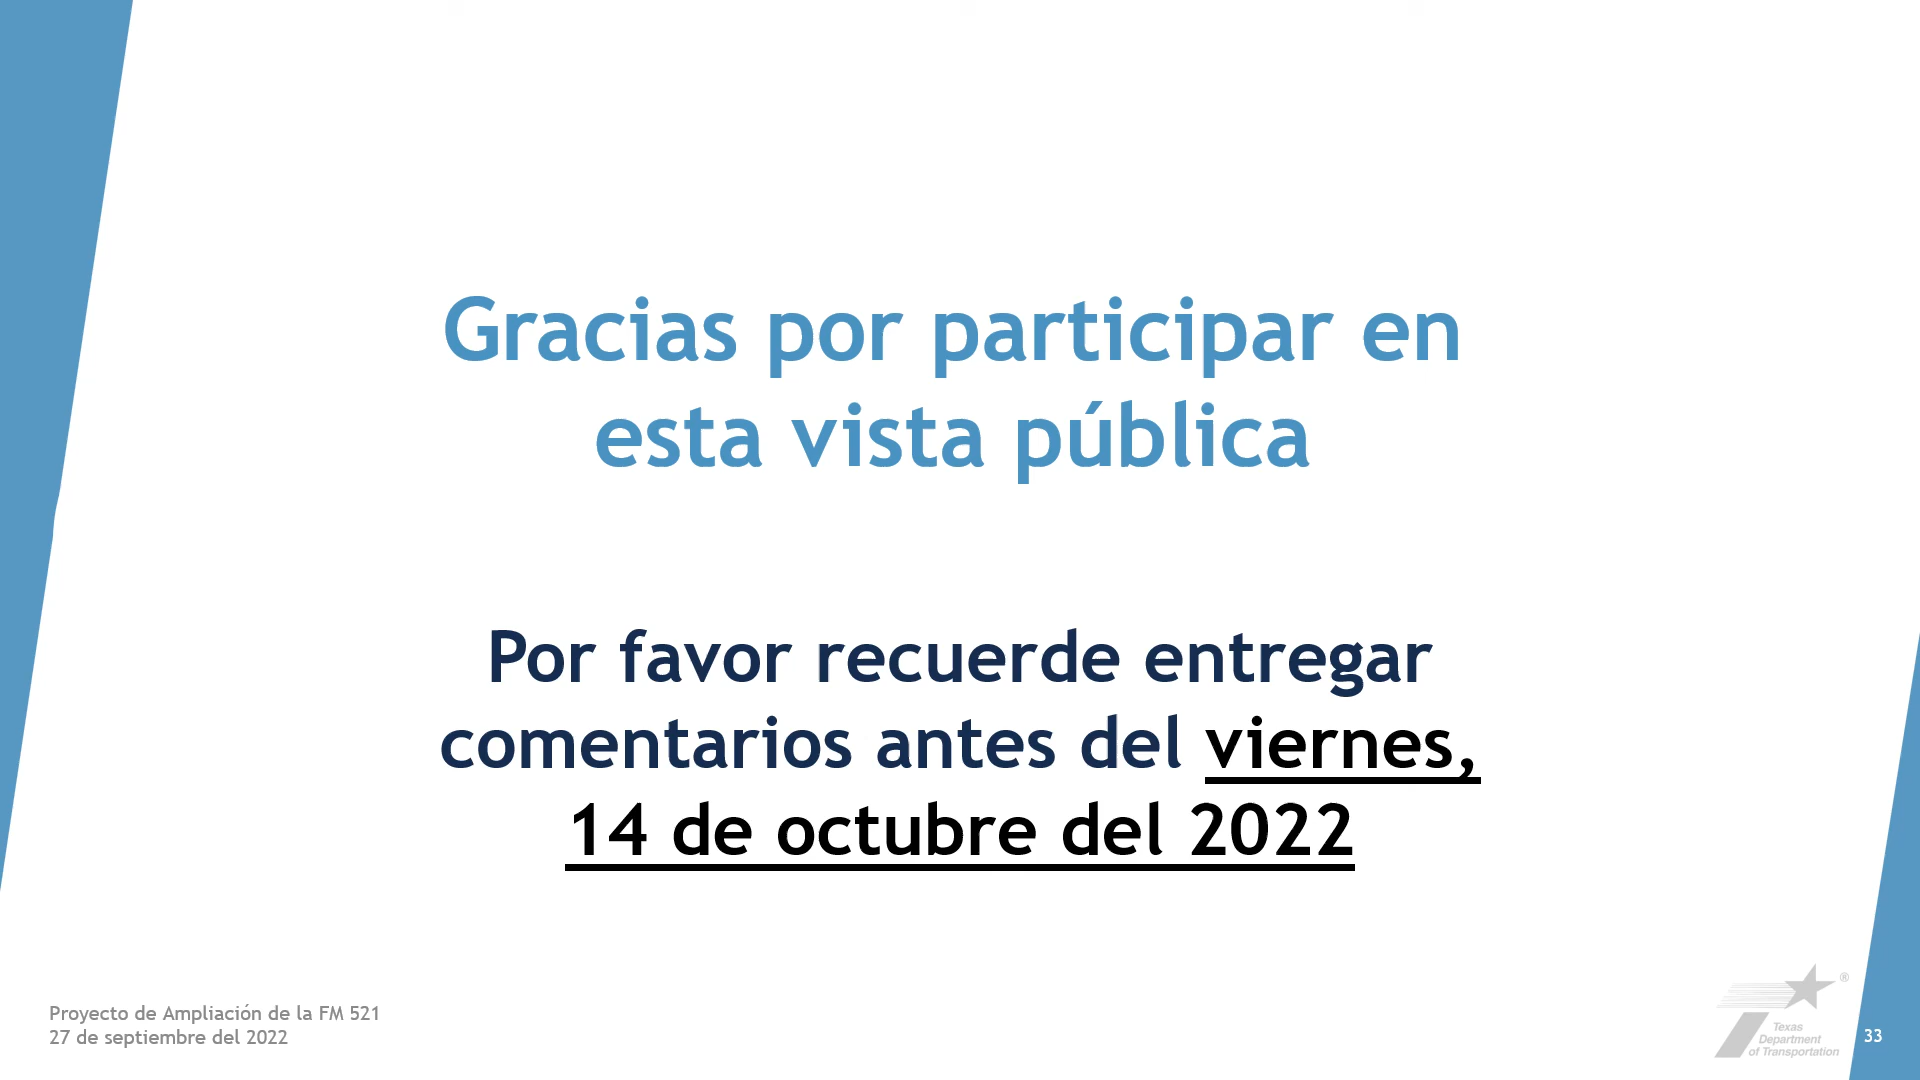 Gracias por participar en
esta vista pública
Por favor recuerde entregar
comentarios antes del viernes,
14 de octubre del 2022
Proyecto de Ampliación de la FM 521
27 de septiembre del 2022
®
Texas
Department
of Transportation
33